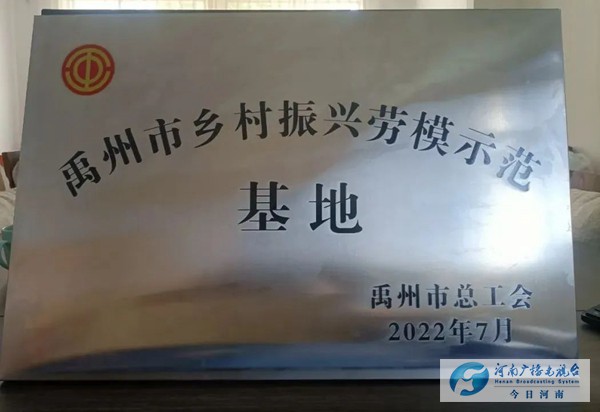 禹州市乡村振兴劳模示范
基地
禹州市总工会
2022年7月
河南广播电视台
Henan Broadcasting System
今日河南